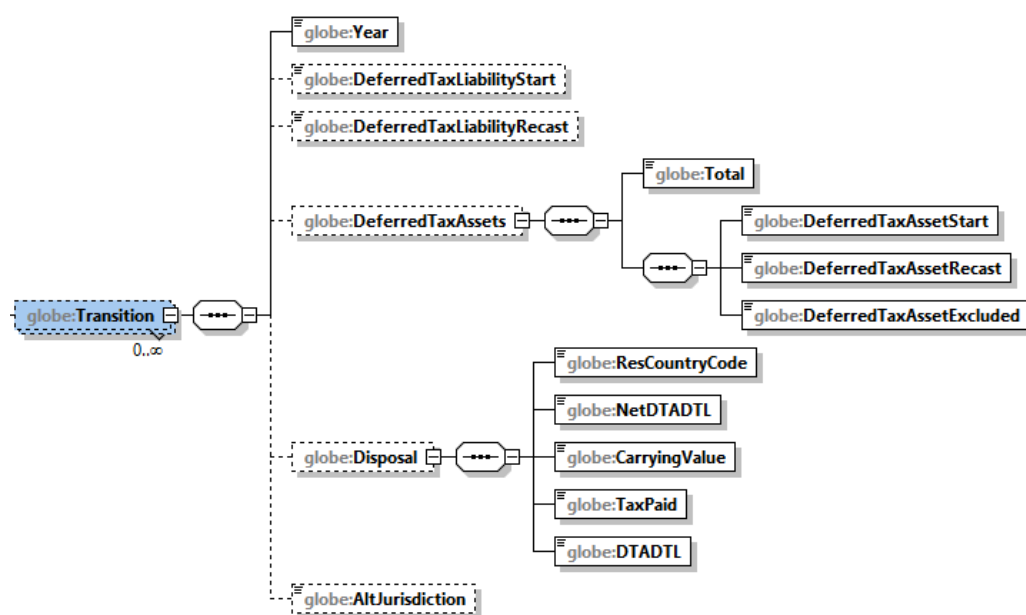 globe:Year
globe:DeferredTaxLiabilityStart
globe:DeferredTaxLiabilityRecast
globe:Total
globe:DeferredTaxAssets
globe:DeferredTaxAssetStart
globe:DeferredTaxAssetRecast
globe:DeferredTaxAssetExcluded
globe:Transition
0..∞
globe:ResCountryCode
globe:NetDTADTL
globe:Disposal
globe:CarryingValue
globe:TaxPaid
globe:DTADTL
globe:AltJurisdiction